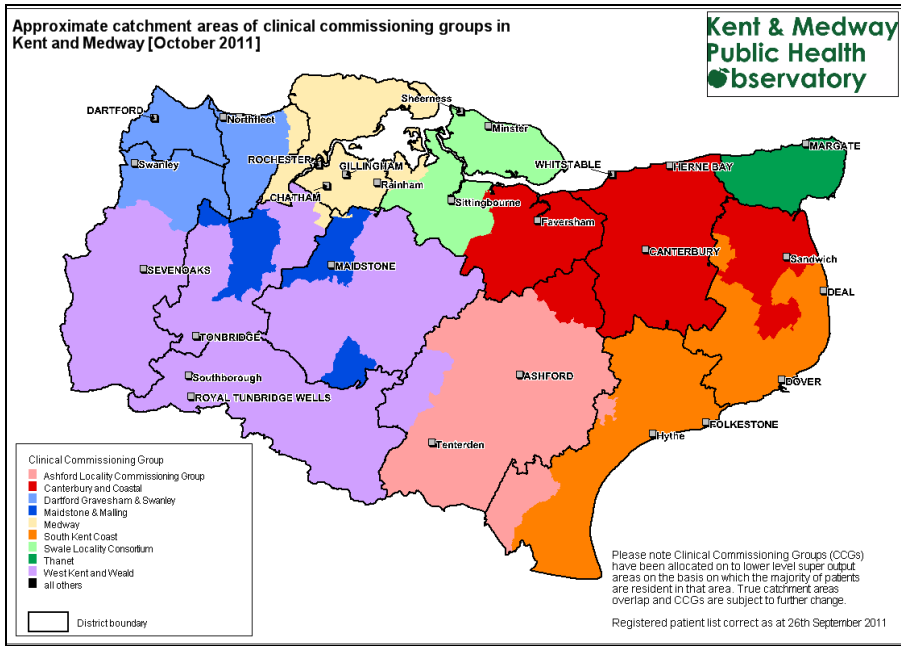 Approximate catchment areas of clinical commissioning groups in
Kent and Medway [October 2011]
Kent & Medway
Public Health
Observatory
Sheerness
DARTFORD
Northfleet
Minster
MARGATE
Swanley
ROCHESTER
GILLINGHAM
WHITSTABLE
HERNE BAY
CHATHAM
Rainham
Sittingbourne
Faversham
CANTERBURY
Sandwich
SEVENOAKS
MAIDSTONE
DEAL
TONBRIDGE
Southborough
ASHFORD
DOVER
ROYAL TUNBRIDGE WELLS
FOLKESTONE
Tenterden
Hythe
Clinical Commissioning Group
Ashford Locality Commissioning Group
Canterbury and Coastal
Dartford Gravesham & Swanley
Maidstone & Malling
Medway
South Kent Coast
Swale Locality Consortium
Thanet
West Kent and Weald
all others
District boundary
Please note Clinical Commissioning Groups (CCGs)
have been allocated on to lower level super output
areas on the basis on which the majority of patients
are resident in that area. True catchment areas
overlap and CCGs are subject to further change.
Registered patient list correct as at 26th September 2011